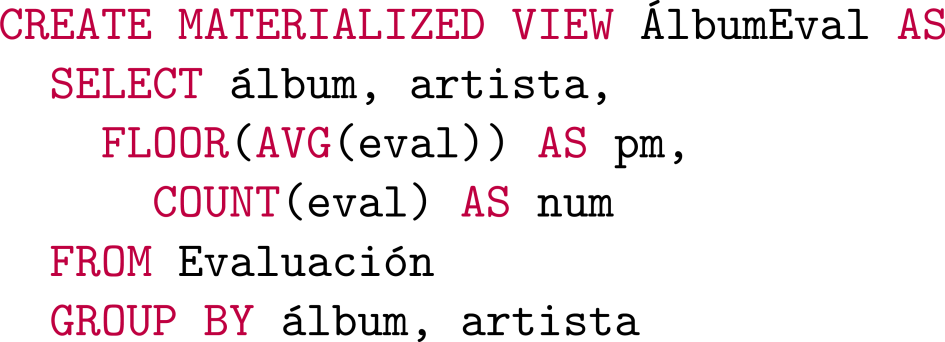 CREATE MATERIALIZED VIEW ÁlbumEval AS
SELECT álbum, artista,
FLOOR(AVG(eval)) AS pm,
COUNT(eval) AS num
FROM Evaluación
GROUP BY álbum, artista